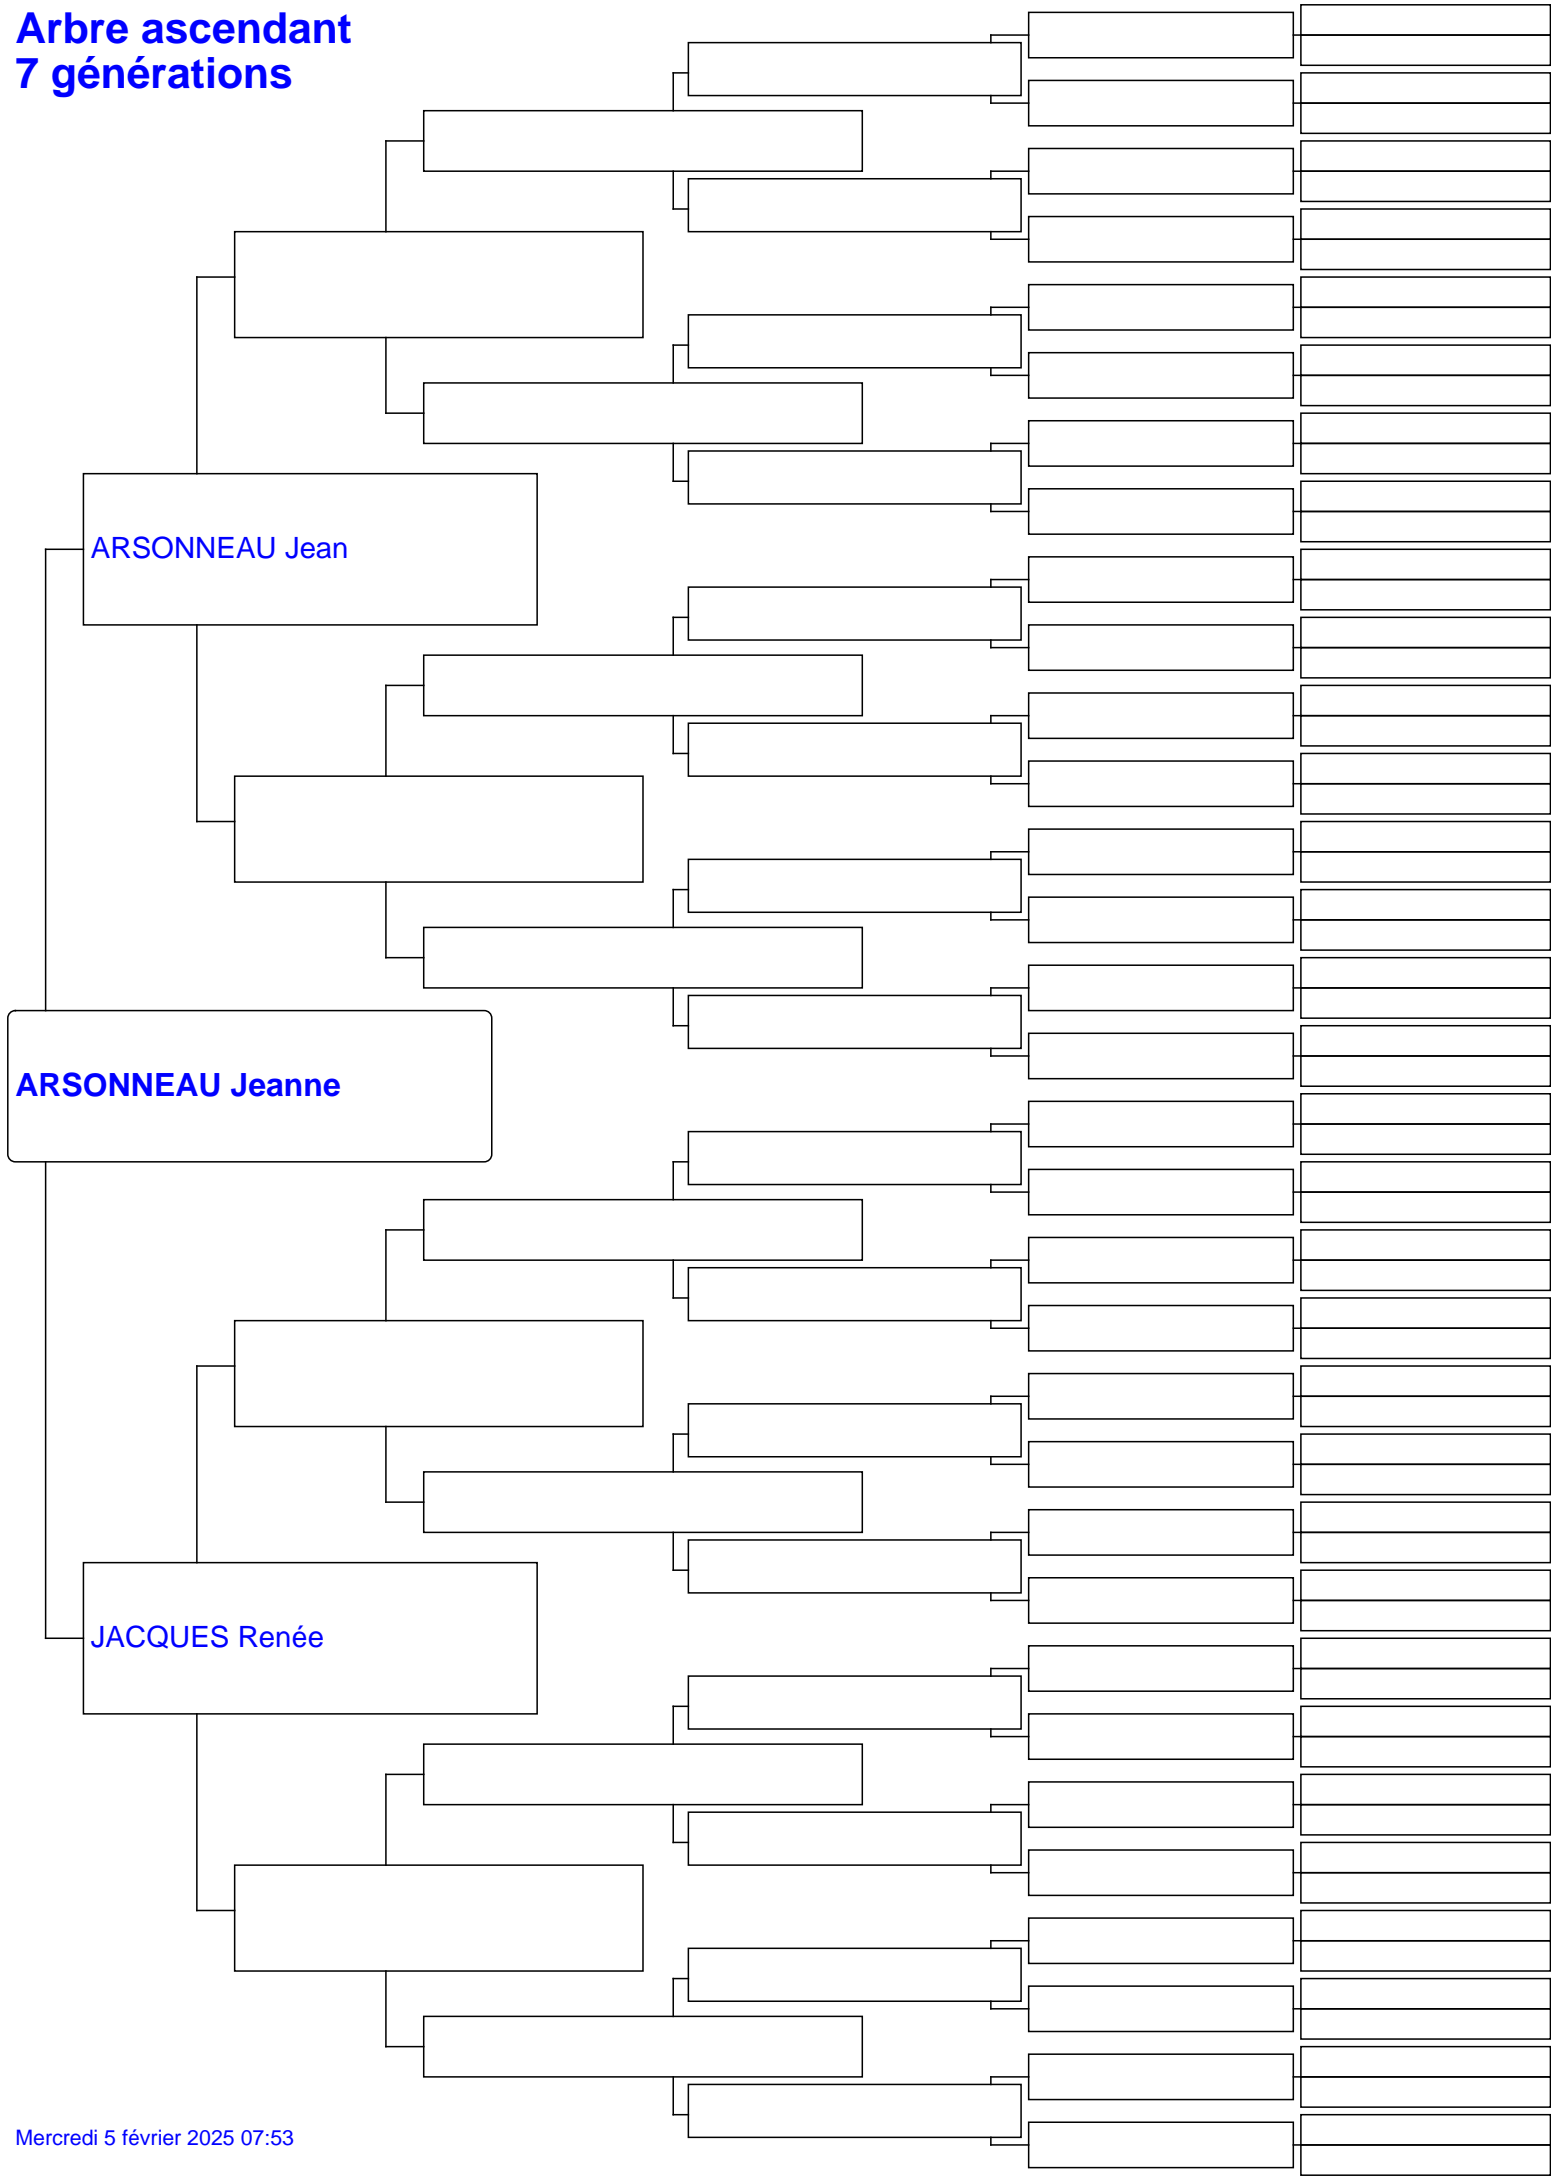 Arbre ascendant
7 générations
ARSONNEAU Jean
ARSONNEAU Jeanne
JACQUES Renée
Mercredi 5 février 2025 07:53